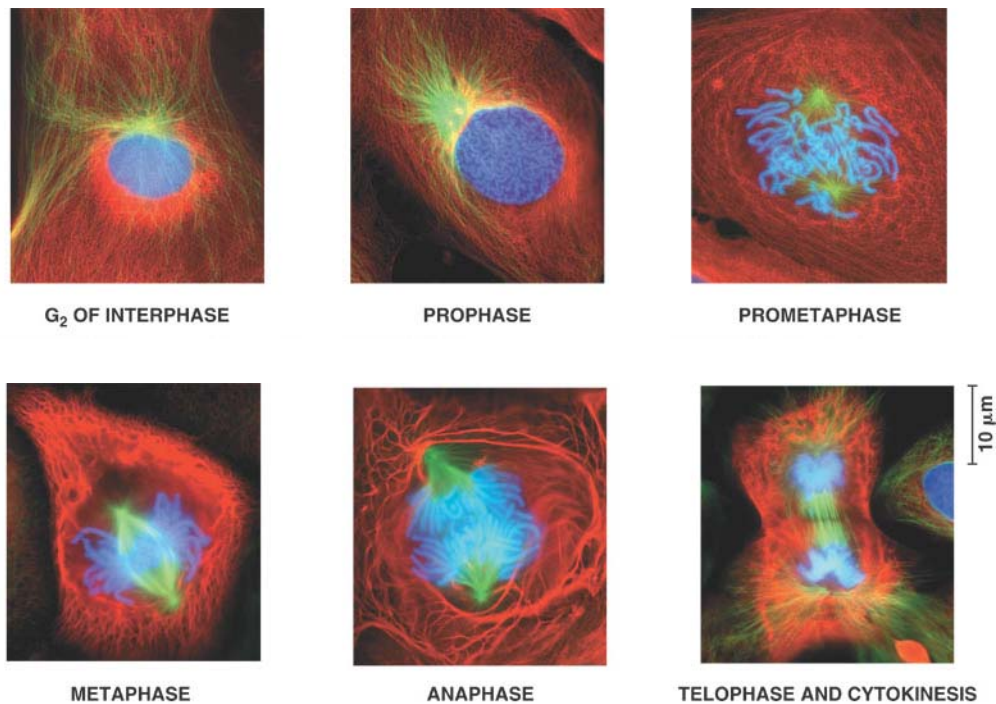 G₂ OF INTERPHASE
PROPHASE
PROMETAPHASE
10 μm
METAPHASE
ANAPHASE
TELOPHASE AND CYTOKINESIS